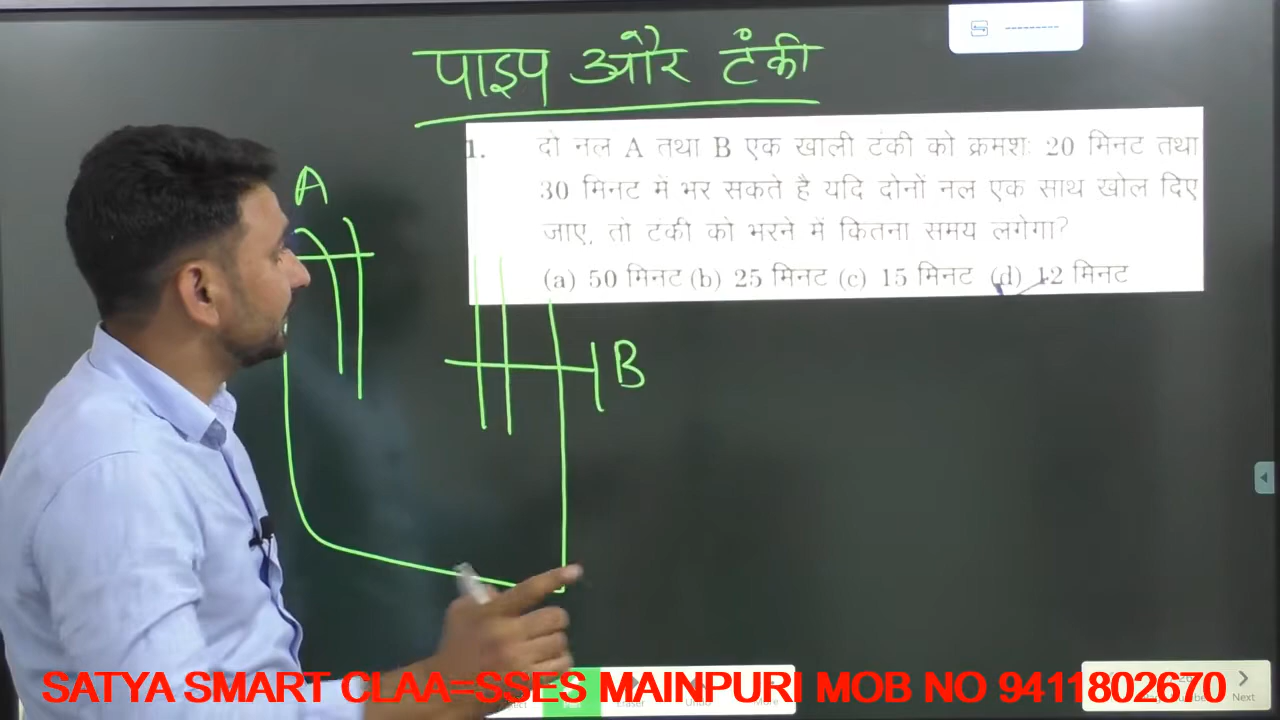 पाइप और टंकी
1. दो नल A तथा B एक खाली टंकी को क्रमशः 20 मिनट तथा
30 मिनट में भर सकते है यदि दोनों नल एक साथ खोल दिए
जाए, तो टंकी को भरने में कितना समय लगेगा?
(a) 50 मिनट (b) 25 मिनट (c) 15 मिनट (d) 12 मिनट
A
B
SATYA SMART CLAA=SSES MAINPURI MOB NO 9411802670
Eraser
Next